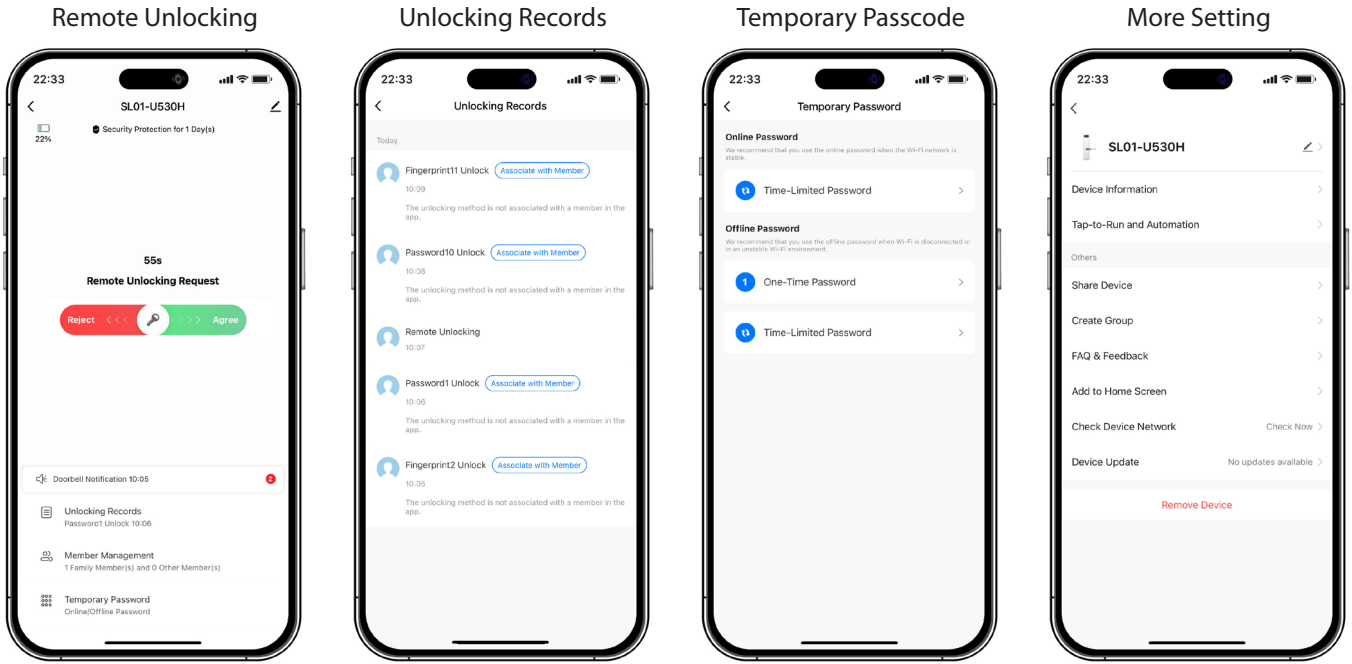 Remote Unlocking
22:33
SL01-U530H
22%
Security Protection for 1 Day(s)
55s
Remote Unlocking Request
Reject
Agree
Doorbell Notification 10:05
2
Unlocking Records
Password1 Unlock 10:06
Member Management
1 Family Member(s) and 0 Other Member(s)
Temporary Password
Online/Offline Password
Unlocking Records
22:33
Unlocking Records
Today
Fingerprint11 Unlock
Associate with Member
10:09
The unlocking method is not associated with a member in the
app.
Password10 Unlock
Associate with Member
10:08
The unlocking method is not associated with a member in the
app.
Remote Unlocking
10:07
Password1 Unlock
Associate with Member
10:06
The unlocking method is not associated with a member in the
app.
Fingerprint2 Unlock
Associate with Member
10:05
The unlocking method is not associated with a member in the
app.
Temporary Passcode
22:33
Temporary Password
Online Password
We recommend that you use the online password when the Wi-Fi network is
stable.
Time-Limited Password
Offline Password
We recommend that you use the offline password when Wi-Fi is disconnected or
in an unstable Wi-Fi environment.
1
One-Time Password
Time-Limited Password
More Setting
22:33
SL01-U530H
Device Information
Tap-to-Run and Automation
Others
Share Device
Create Group
FAQ & Feedback
Add to Home Screen
Check Device Network
Check Now
Device Update
No updates available
Remove Device